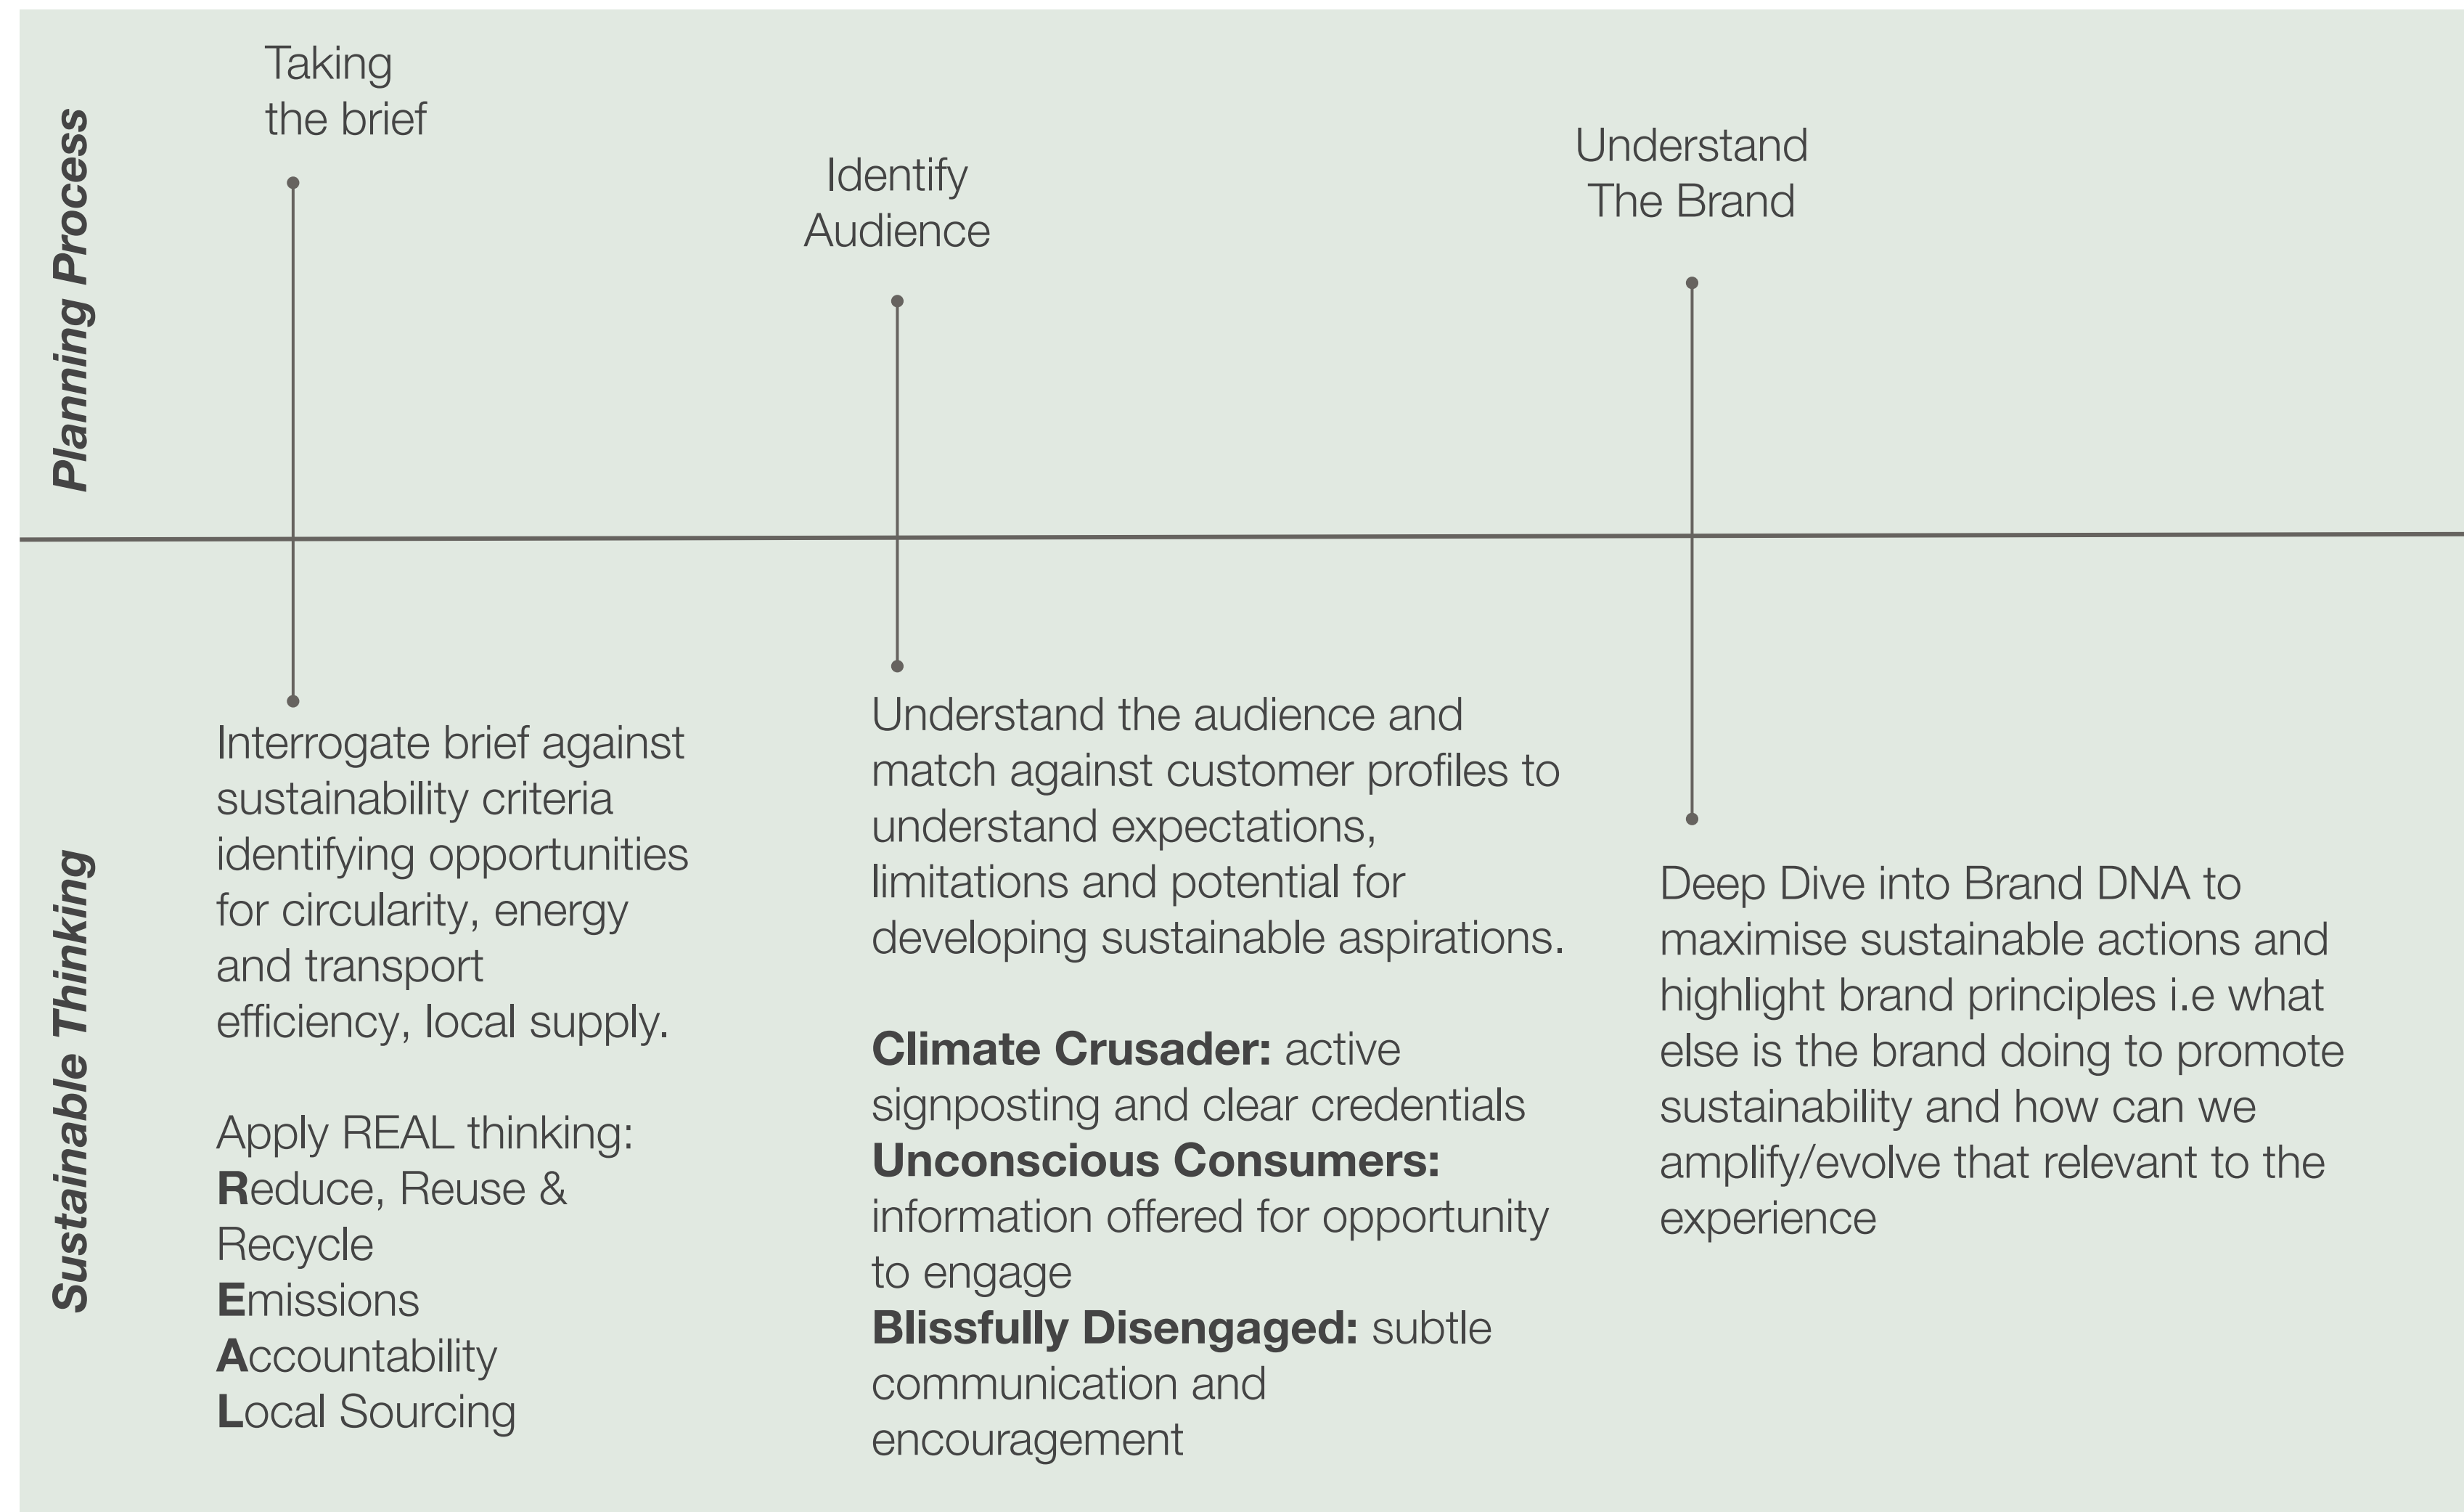 Planning Process
Taking
the brief
Identify
Audience
Understand
The Brand
Sustainable Thinking
Interrogate brief against
sustainability criteria
identifying opportunities
for circularity, energy
and transport
efficiency, local supply.
Apply REAL thinking:
Reduce, Reuse &
Recycle
Emissions
Accountability
Local Sourcing
Understand the audience and
match against customer profiles to
understand expectations,
limitations and potential for
developing sustainable aspirations.
Climate Crusader: active
signposting and clear credentials
Unconscious Consumers:
information offered for opportunity
to engage
Blissfully Disengaged: subtle
communication and
encouragement
Deep Dive into Brand DNA to
maximise sustainable actions and
highlight brand principles i.e what
else is the brand doing to promote
sustainability and how can we
amplify/evolve that relevant to the
experience